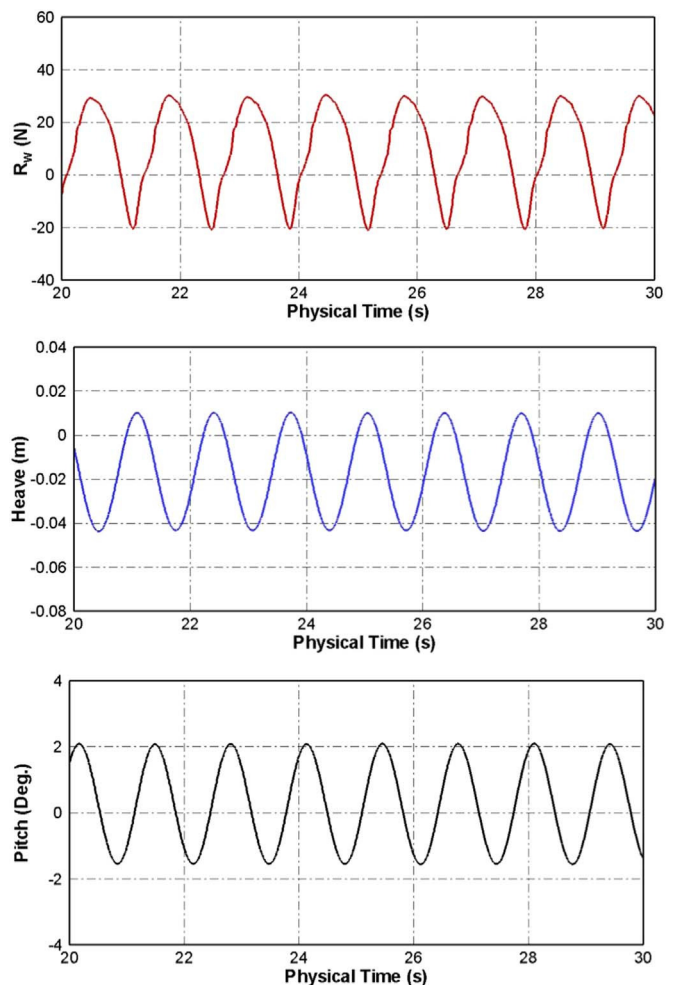 60
40
20
0
-20
-40
R_W (N)
20 22 24 26 28 30
Physical Time (s)
0.04
0.02
0
-0.02
-0.04
-0.06
-0.08
Heave (m)
20 22 24 26 28 30
Physical Time (s)
4
2
0
-2
-4
Pitch (Deg.)
20 22 24 26 28 30
Physical Time (s)